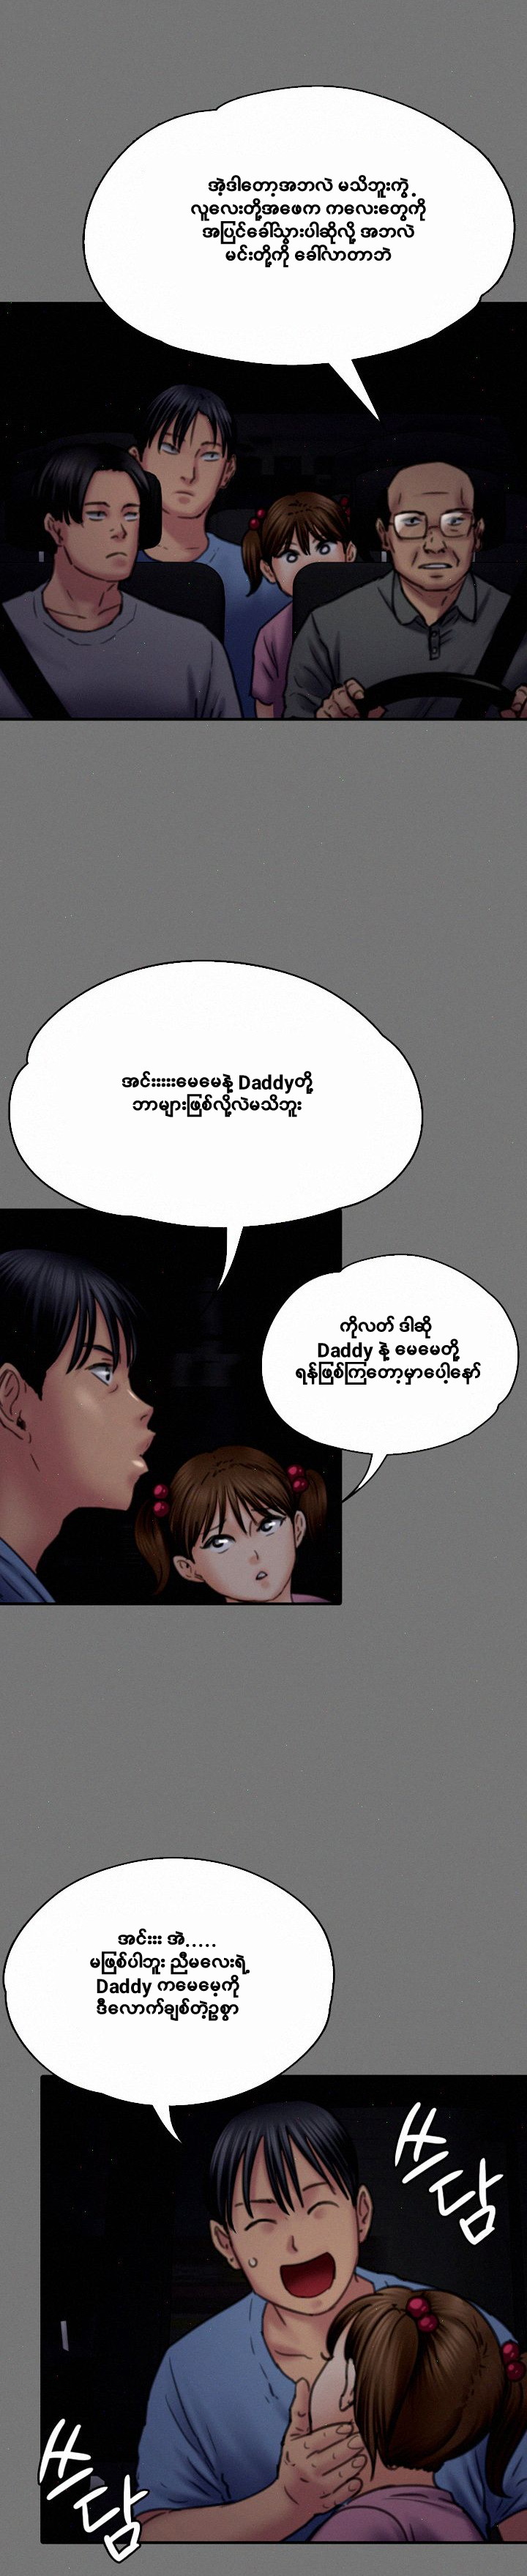 အဲ့ဒါတော့အဘလဲ မသိဘူးကွဲ့
လူလေးတို့အဖေက ကလေးတွေကို
အပြင်ခေါ်သွားပါဆိုလို့ အဘလဲ
မင်းတို့ကို ခေါ်လာတာဘဲ
အင်းးးးးမေမေနဲ့ Daddyတို့
ဘာများဖြစ်လို့လဲမသိဘူး
ကိုလတ် ဒါဆို
Daddy နဲ့ မေမေတို့
ရန်ဖြစ်ကြတော့မှာပေါ့နော်
အင်းးး အဲ.....
မဖြစ်ပါဘူး ညီမလေးရဲ့
Daddy ကမေမေ့ကို
ဒီလောက်ချစ်တဲ့ဥစ္စာ
쓰담
쓰담